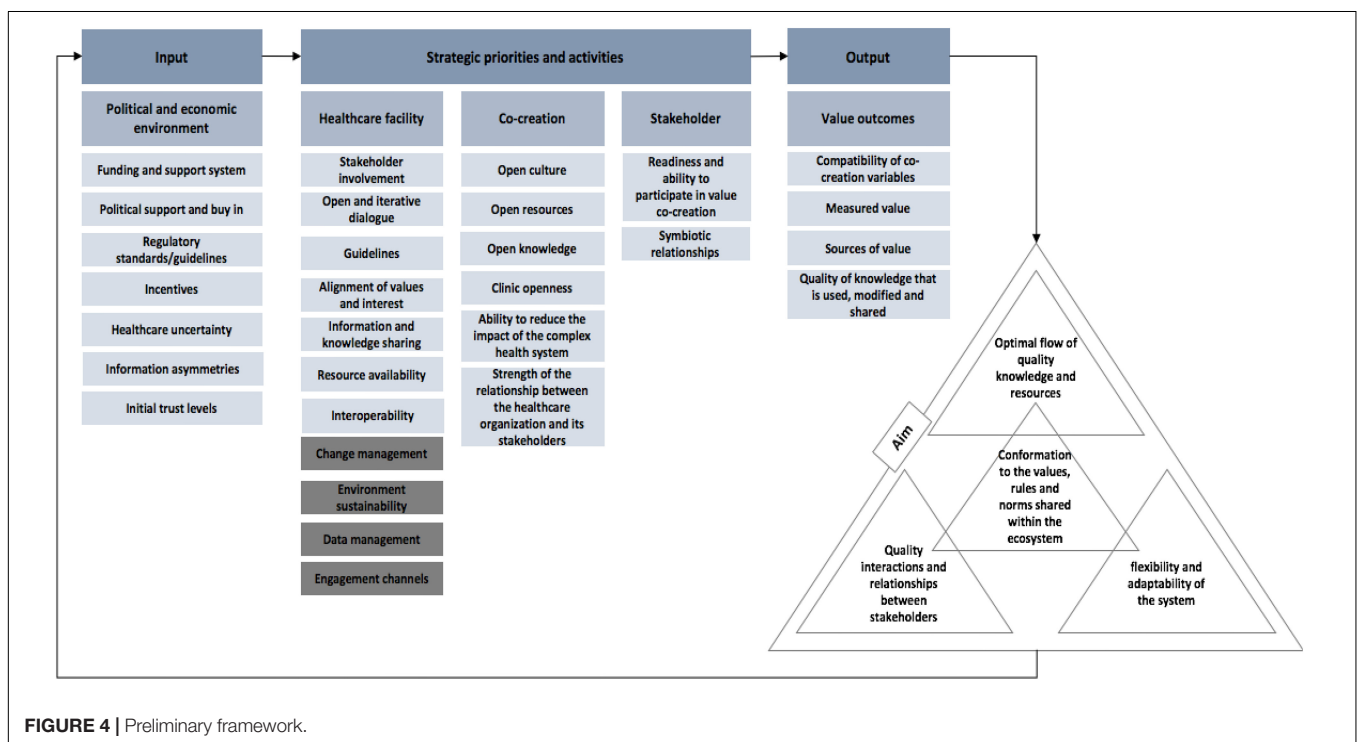 Input
Strategic priorities and activities
Output
Political and economic
environment
Healthcare facility
Co-creation
Stakeholder
Value outcomes
Funding and support system
Political support and buy in
Regulatory
standards/guidelines
Incentives
Healthcare uncertainty
Information asymmetries
Initial trust levels
Stakeholder
involvement
Open and iterative
dialogue
Guidelines
Alignment of values
and interest
Information and
knowledge sharing
Resource availability
Interoperability
Change management
Environment
sustainability
Data management
Engagement channels
Open culture
Open resources
Open knowledge
Clinic openness
Ability to reduce the
impact of the complex
health system
Strength of the
relationship between
the healthcare
organization and its
stakeholders
Readiness and
ability to
participate in value
co-creation
Symbiotic
relationships
Compatibility of co-
creation variables
Measured value
Sources of value
Quality of knowledge that
is used, modified and
shared
Aim
Optimal flow of
quality
knowledge and
resources
Conformation
to the values,
rules and
norms shared
within the
ecosystem
Quality
interactions and
relationships
between
stakeholders
flexibility and
adaptability of
the system
FIGURE 4 | Preliminary framework.